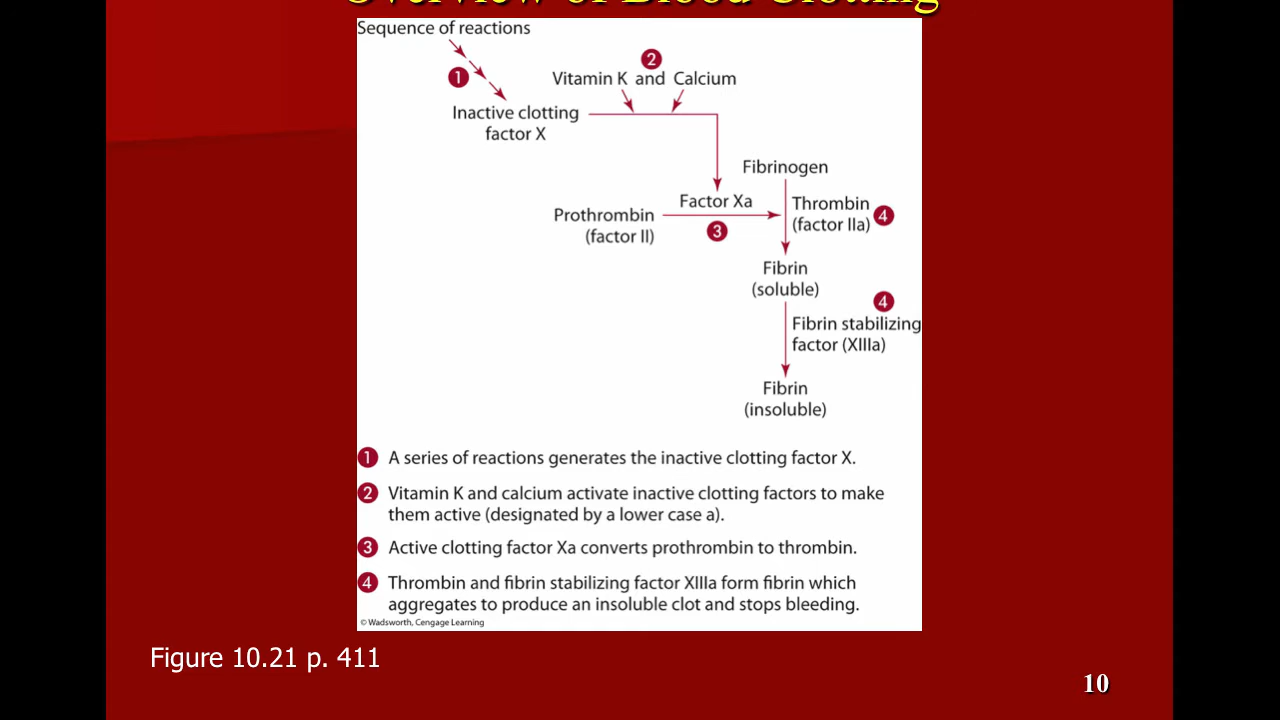 Overview of Blood Clotting
Sequence of reactions
2
Vitamin K and Calcium
1
Inactive clotting
factor X
Fibrinogen
Factor Xa
Thrombin
(factor IIa)
4
Prothrombin
(factor II)
3
Fibrin
(soluble)
4
Fibrin stabilizing
factor (XIIIa)
Fibrin
(insoluble)
1 A series of reactions generates the inactive clotting factor X.
2 Vitamin K and calcium activate inactive clotting factors to make
them active (designated by a lower case a).
3 Active clotting factor Xa converts prothrombin to thrombin.
4 Thrombin and fibrin stabilizing factor XIIIa form fibrin which
aggregates to produce an insoluble clot and stops bleeding.
© Wadsworth, Cengage Learning
Figure 10.21 p. 411
10